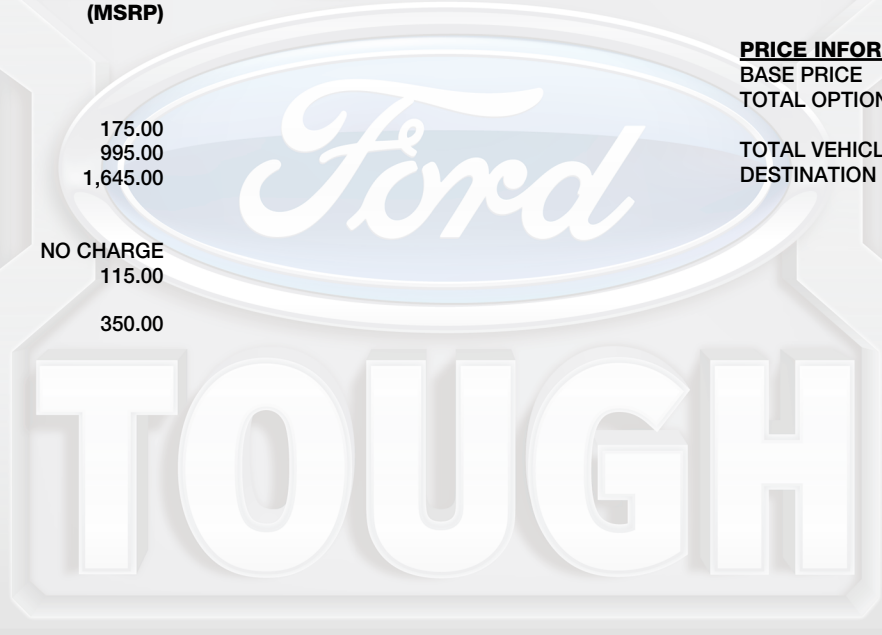 (MSRP)
175.00
995.00
1,645.00
NO CHARGE
115.00
350.00
PRICE INFOR
BASE PRICE
TOTAL OPTION
TOTAL VEHICL
DESTINATION
Ford
TOUGH